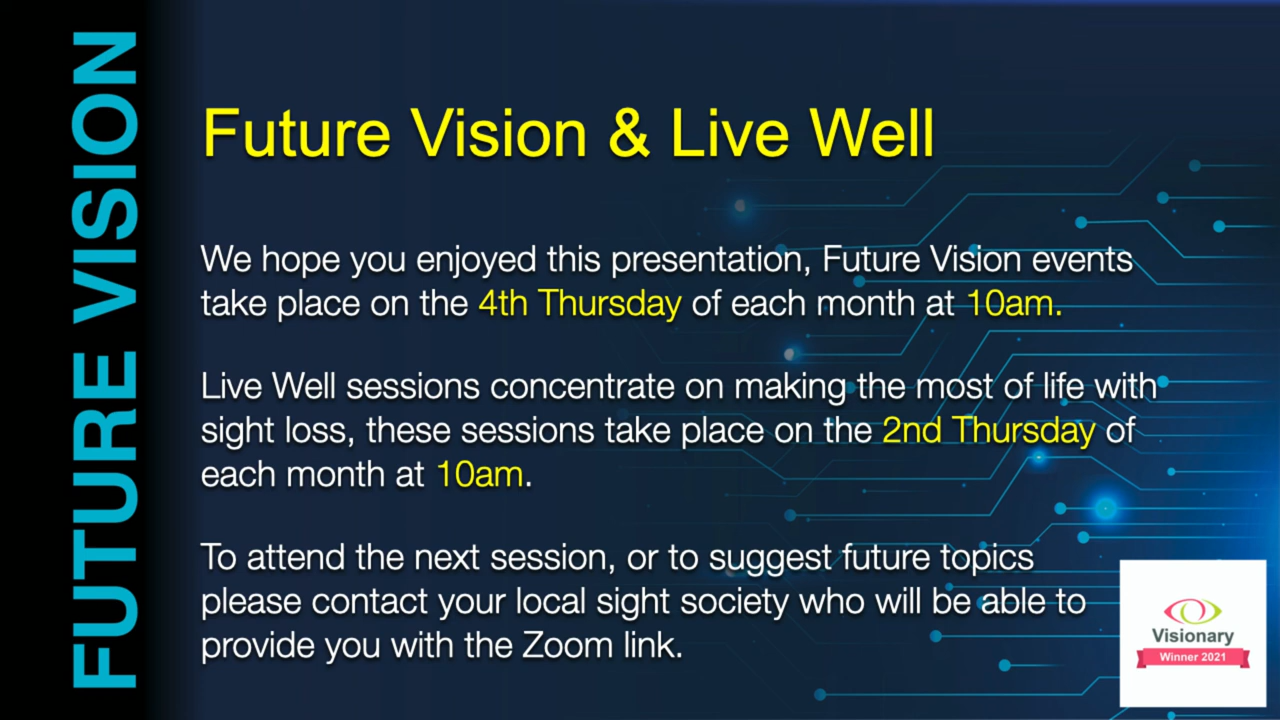 FUTURE VISION
Future Vision & Live Well
We hope you enjoyed this presentation, Future Vision events
take place on the 4th Thursday of each month at 10am.
Live Well sessions concentrate on making the most of life with
sight loss, these sessions take place on the 2nd Thursday of
each month at 10am.
To attend the next session, or to suggest future topics
please contact your local sight society who will be able to
provide you with the Zoom link.
Visionary
Winner 2021